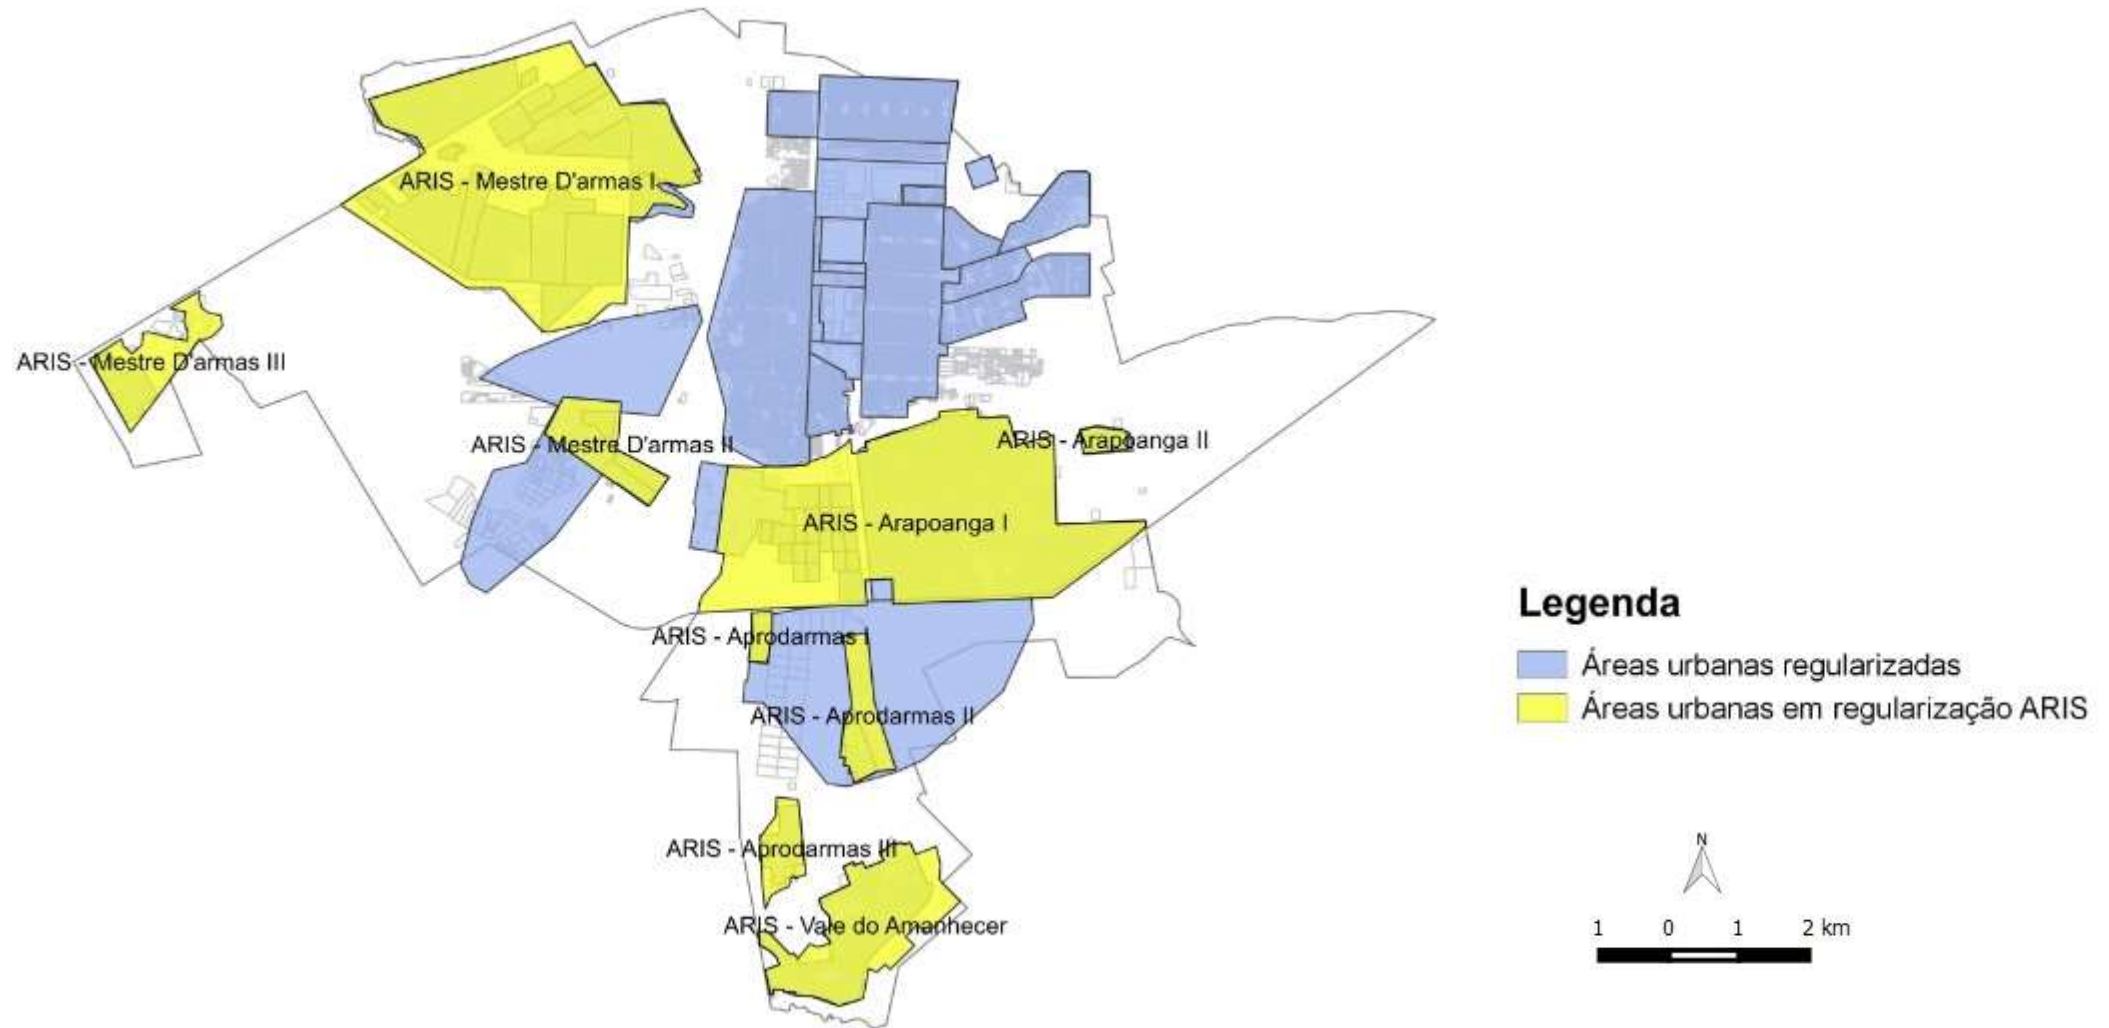 ARIS - Mestre D'armas I
ARIS - Mestre D'armas III
ARIS - Mestre D'armas II
ARIS - Arapoanga II
ARIS - Arapoanga I
ARIS - Aprodarmas I
ARIS - Aprodarmas II
ARIS - Aprodarmas III
ARIS - Vale do Amanhecer
Legenda
Áreas urbanas regularizadas
Áreas urbanas em regularização ARIS
N
1 0 1 2 km